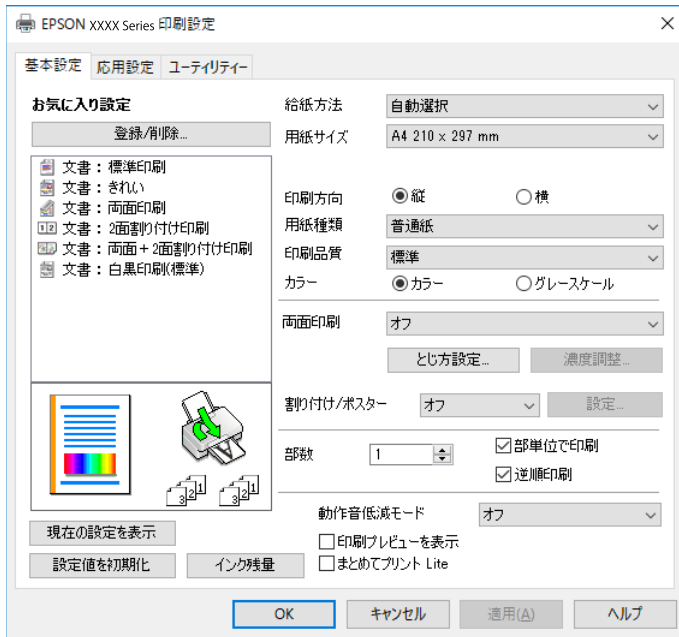 EPSON XXXX Series 印刷設定
基本設定 応用設定 ユーティリティー
お気に入り設定
登録/削除...
文書：標準印刷
文書：きれい
文書：両面印刷
文書：2面割り付け印刷
文書：両面＋2面割り付け印刷
文書：白黒印刷(標準)
現在の設定を表示
設定値を初期化 インク残量
給紙方法 自動選択
用紙サイズ A4 210 x 297 mm
印刷方向 縦 横
用紙種類 普通紙
印刷品質 標準
カラー カラー グレースケール
両面印刷 オフ
とじ方設定... 濃度調整...
割り付け/ポスター オフ 設定...
部数 1 部単位で印刷
逆順印刷
動作音低減モード オフ
印刷プレビューを表示
まとめてプリント Lite
OK キャンセル 適用(A) ヘルプ
1 2
3 2 1 3 2 1